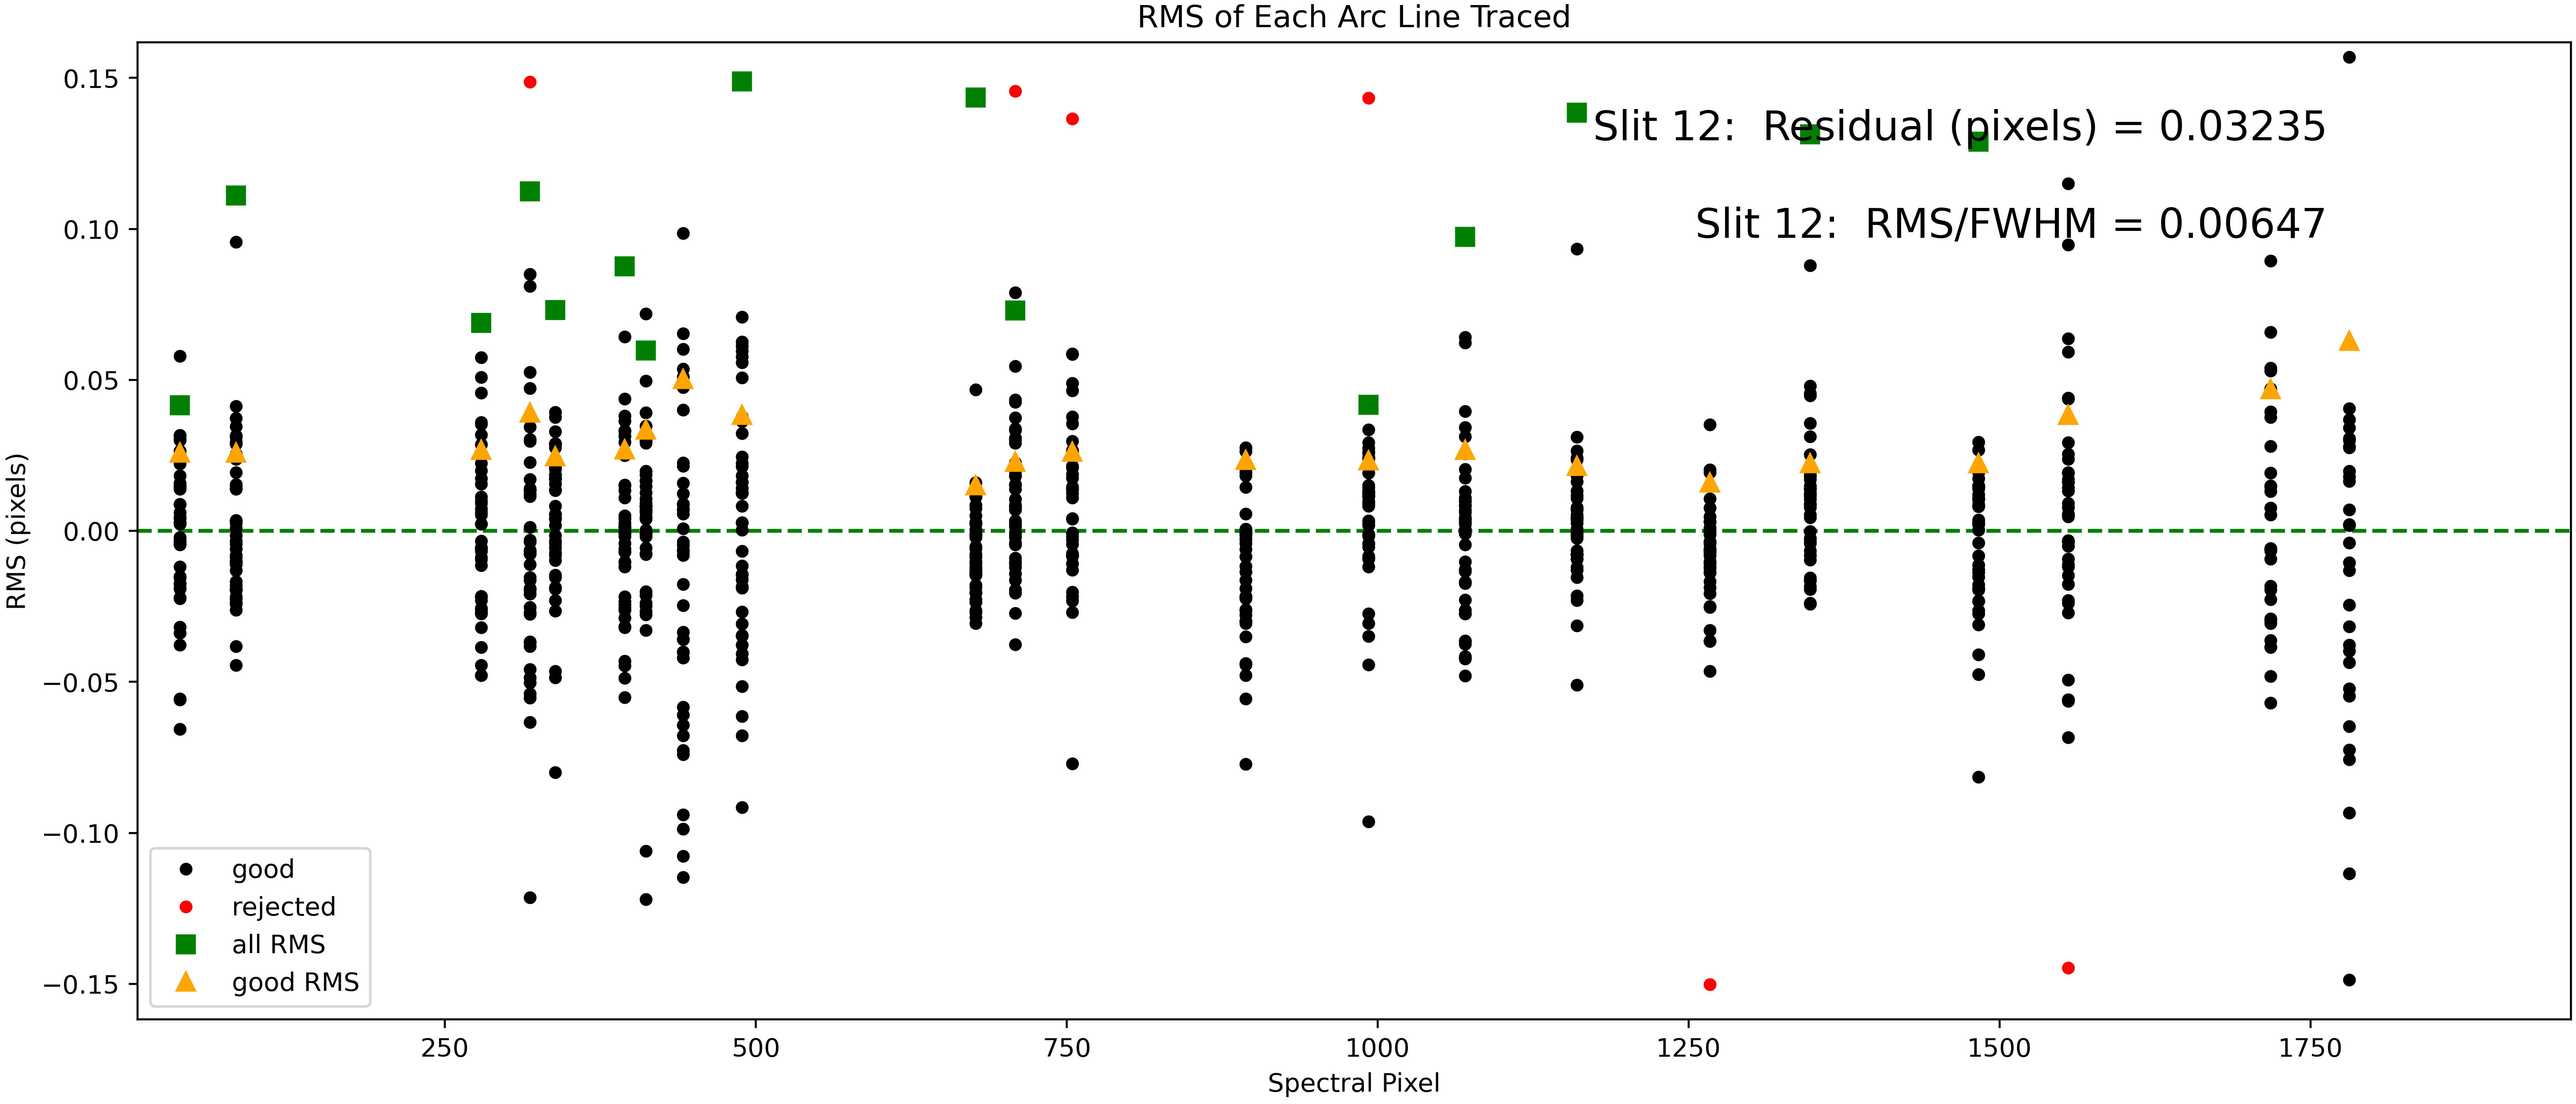 RMS of Each Arc Line Traced
Slit 12:  Residual (pixels) = 0.03235
Slit 12:  RMS/FWHM = 0.00647
RMS (pixels)
0.15
0.10
0.05
0.00
−0.05
−0.10
−0.15
good
rejected
all RMS
good RMS
250 500 750 1000 1250 1500 1750
Spectral Pixel